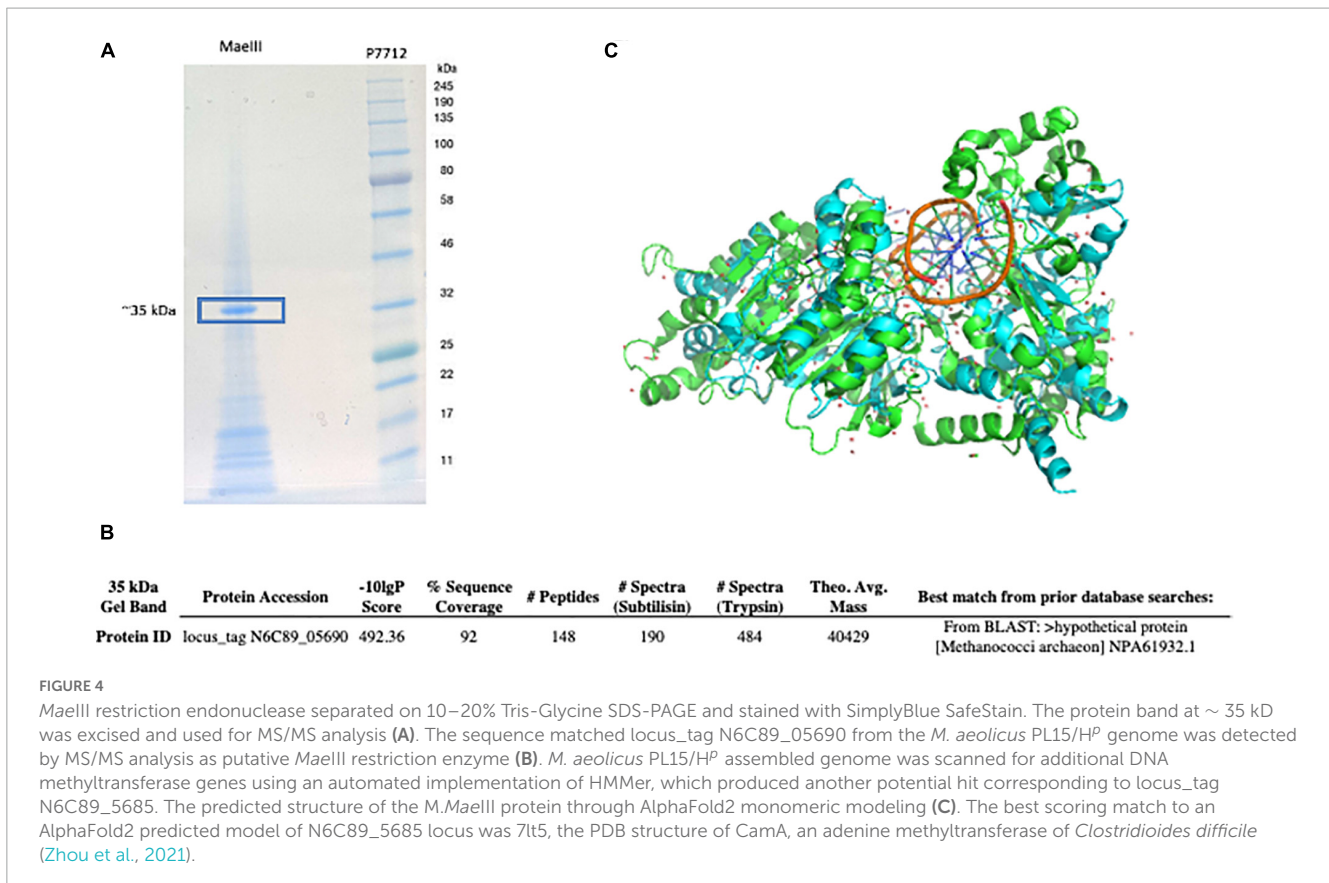 A
MaeIII
P7712
kDa
245
190
135
100
80
58
46
32
25
22
17
11
~35 kDa
C
B
35 kDa Gel Band Protein Accession -10lgP Score % Sequence Coverage # Peptides # Spectra (Subtilisin) # Spectra (Trypsin) Theo. Avg. Mass Best match from prior database searches:
Protein ID locus_tag N6C89_05690 492.36 92 148 190 484 40429 From BLAST: >hypothetical protein [Methanococci archaeon] NPA61932.1
FIGURE 4
MaeIII restriction endonuclease separated on 10–20% Tris-Glycine SDS-PAGE and stained with SimplyBlue SafeStain. The protein band at ~ 35 kD
was excised and used for MS/MS analysis (A). The sequence matched locus_tag N6C89_05690 from the M. aeolicus PL15/Hᵖ genome was detected
by MS/MS analysis as putative MaeIII restriction enzyme (B). M. aeolicus PL15/Hᵖ assembled genome was scanned for additional DNA
methyltransferase genes using an automated implementation of HMMer, which produced another potential hit corresponding to locus_tag
N6C89_5685. The predicted structure of the M.MaeIII protein through AlphaFold2 monomeric modeling (C). The best scoring match to an
AlphaFold2 predicted model of N6C89_5685 locus was 7lt5, the PDB structure of CamA, an adenine methyltransferase of Clostridioides difficile
(Zhou et al., 2021).